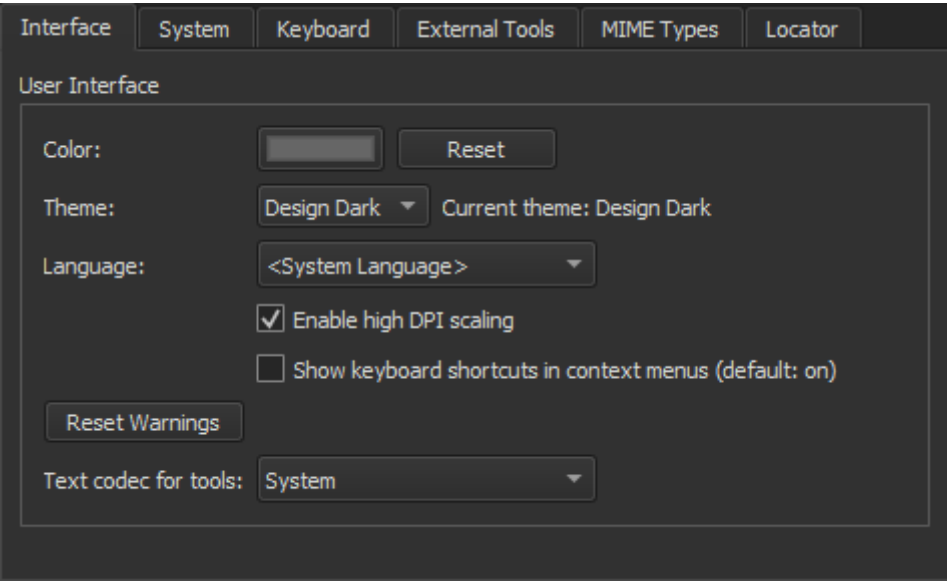 Interface System Keyboard External Tools MIME Types Locator
User Interface
Color: Reset
Theme: Design Dark Current theme: Design Dark
Language: <System Language>
Enable high DPI scaling
Show keyboard shortcuts in context menus (default: on)
Reset Warnings
Text codec for tools: System